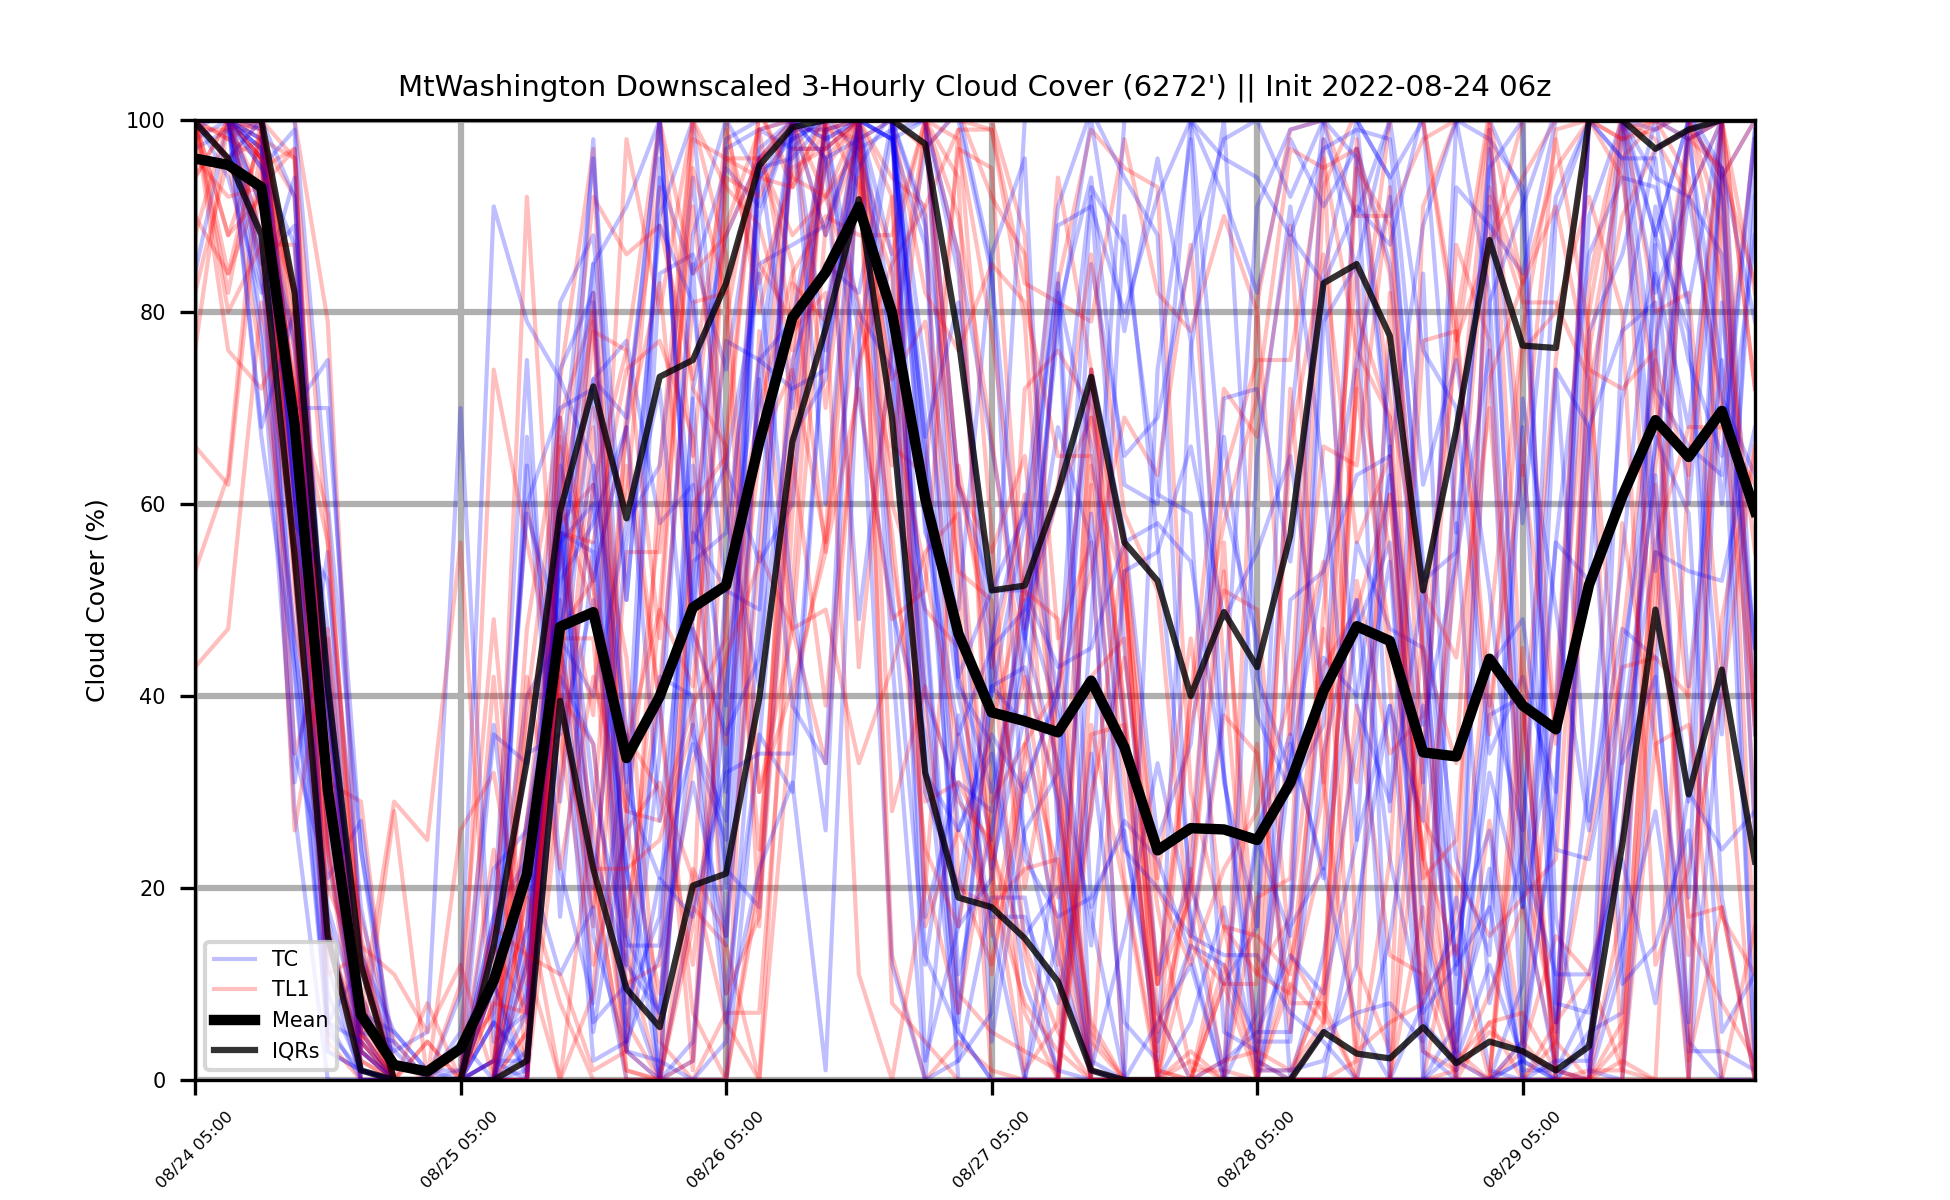 MtWashington Downscaled 3-Hourly Cloud Cover (6272') || Init 2022-08-24 06z
Cloud Cover (%)
100
80
60
40
20
0
TC
TL1
Mean
IQRs
08/24 05:00
08/25 05:00
08/26 05:00
08/27 05:00
08/28 05:00
08/29 05:00